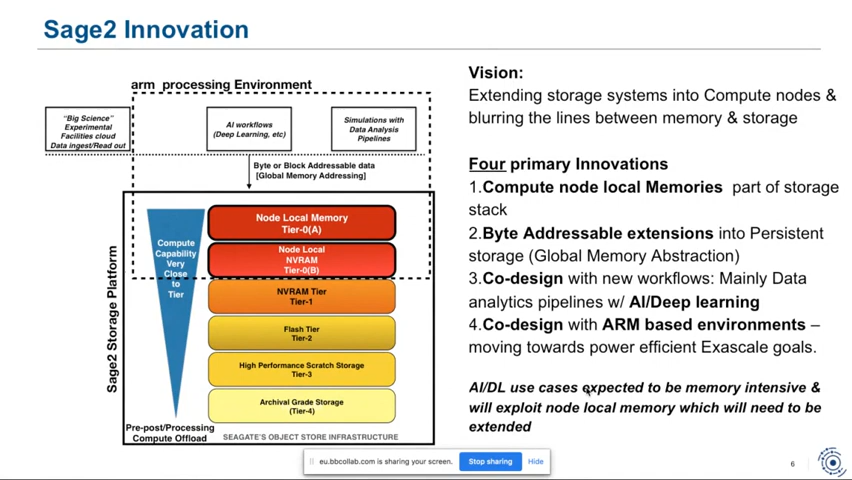 Sage2 Innovation
arm processing Environment
"Big Science"
Experimental
Facilities cloud
Data ingest/Read out
AI workflows
(Deep Learning, etc)
Simulations with
Data Analysis
Pipelines
Byte or Block Addressable data
[Global Memory Addressing]
Sage2 Storage Platform
Compute
Capability
Very
Close
to
Tier
Node Local Memory
Tier-0(A)
Node Local
NVRAM
Tier-0(B)
NVRAM Tier
Tier-1
Flash Tier
Tier-2
High Performance Scratch Storage
Tier-3
Archival Grade Storage
(Tier-4)
Pre-post/Processing
Compute Offload
SEAGATE'S OBJECT STORE INFRASTRUCTURE
Vision:
Extending storage systems into Compute nodes &
blurring the lines between memory & storage
Four primary Innovations
1.Compute node local Memories part of storage
stack
2.Byte Addressable extensions into Persistent
storage (Global Memory Abstraction)
3.Co-design with new workflows: Mainly Data
analytics pipelines w/ AI/Deep learning
4.Co-design with ARM based environments –
moving towards power efficient Exascale goals.
AI/DL use cases expected to be memory intensive &
will exploit node local memory which will need to be
extended
eu.bbcollab.com is sharing your screen.
Stop sharing
Hide
6